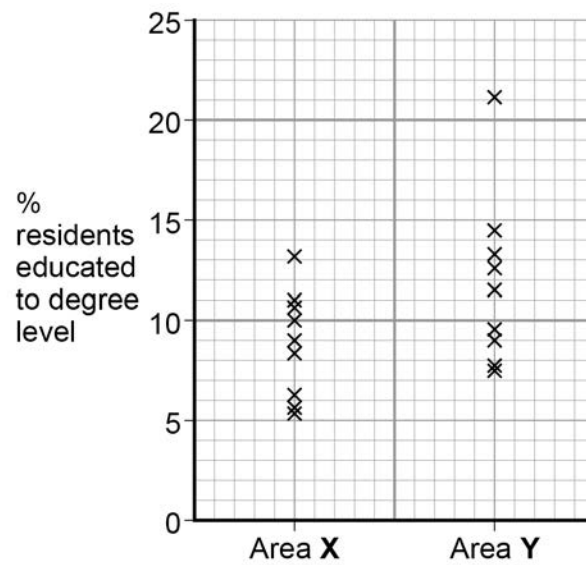 25
20
15
10
5
0
%
residents
educated
to degree
level
Area X
Area Y